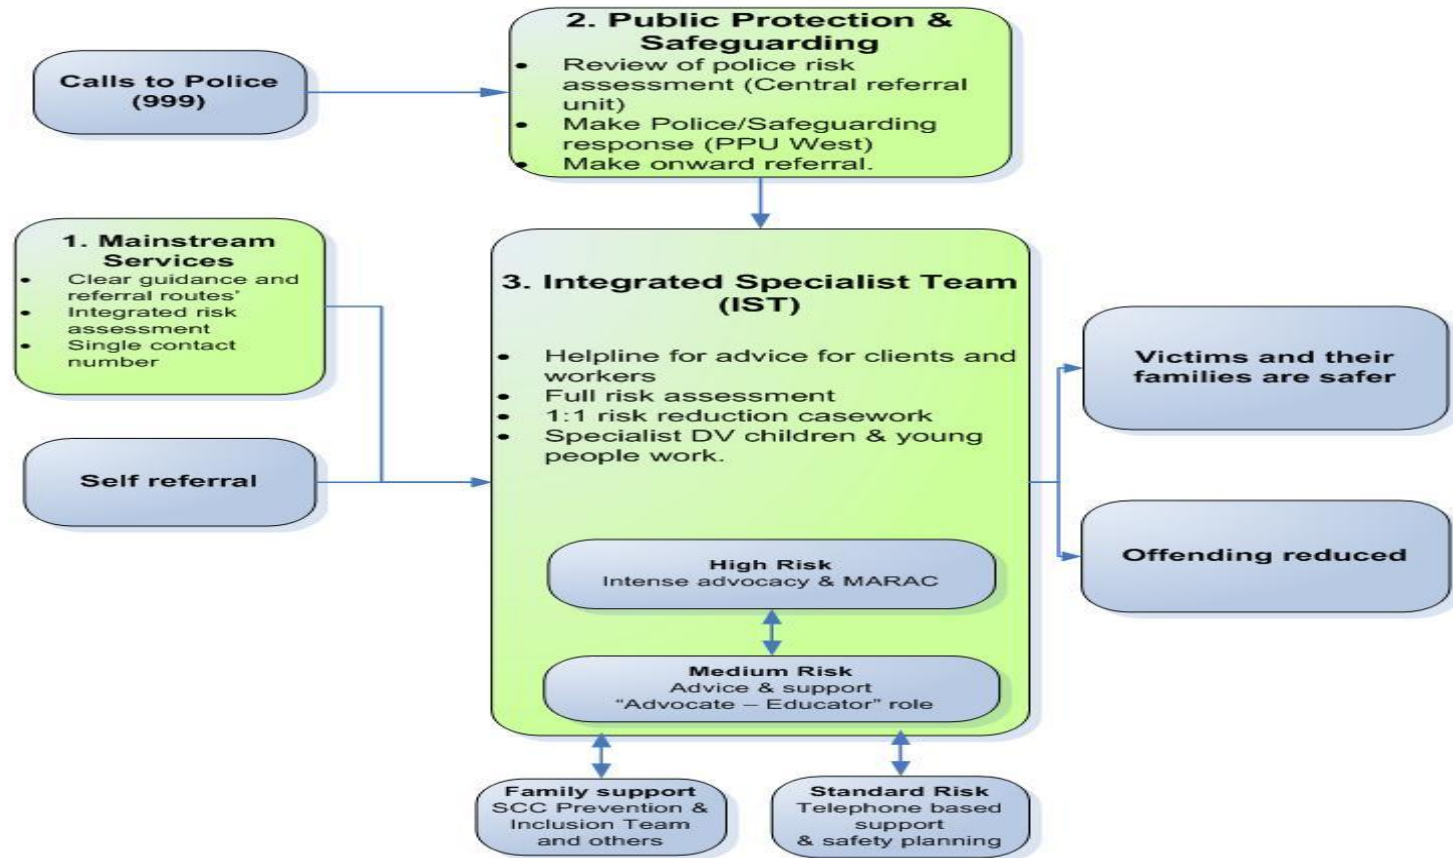 2. Public Protection &
Safeguarding
• Review of police risk
assessment (Central referral
unit)
• Make Police/Safeguarding
response (PPU West)
• Make onward referral.
Calls to Police
(999)
1. Mainstream
Services
• Clear guidance and
referral routes'
• Integrated risk
assessment
• Single contact
number
Self referral
3. Integrated Specialist Team
(IST)
• Helpline for advice for clients and
workers
• Full risk assessment
• 1:1 risk reduction casework
• Specialist DV children & young
people work.
High Risk
Intense advocacy & MARAC
Medium Risk
Advice & support
"Advocate – Educator" role
Family support
SCC Prevention &
Inclusion Team
and others
Standard Risk
Telephone based
support
& safety planning
Victims and their
families are safer
Offending reduced